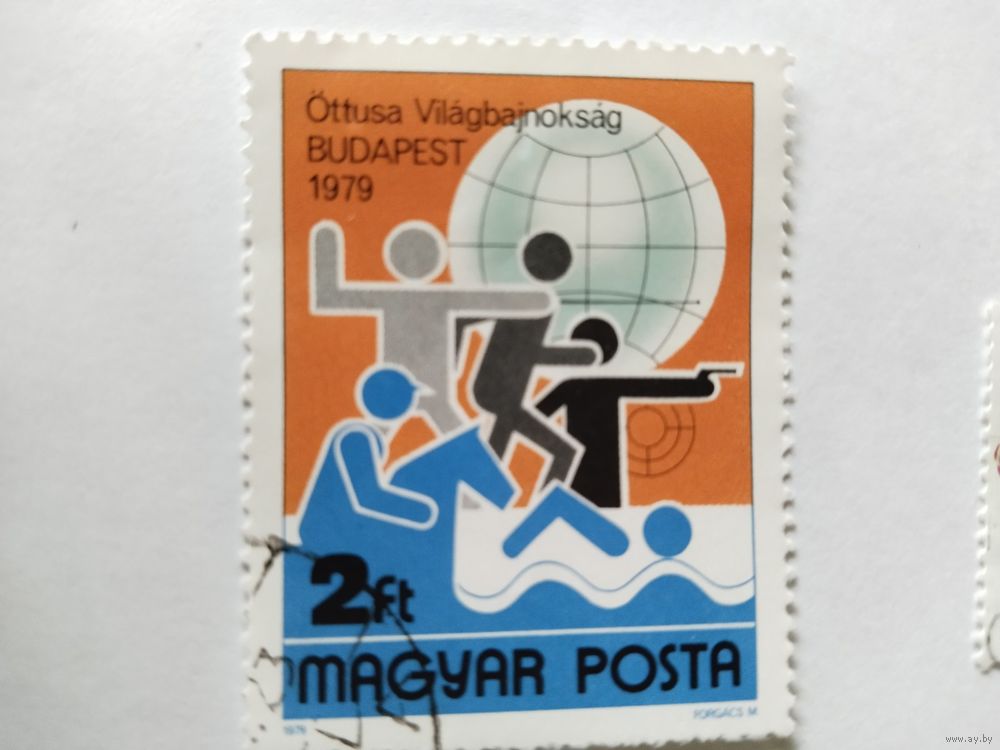 Öttusa Világbajnokság
BUDAPEST
1979
2Ft
MAGYAR POSTA
1979 FORGÁCS M.
www.ay.by